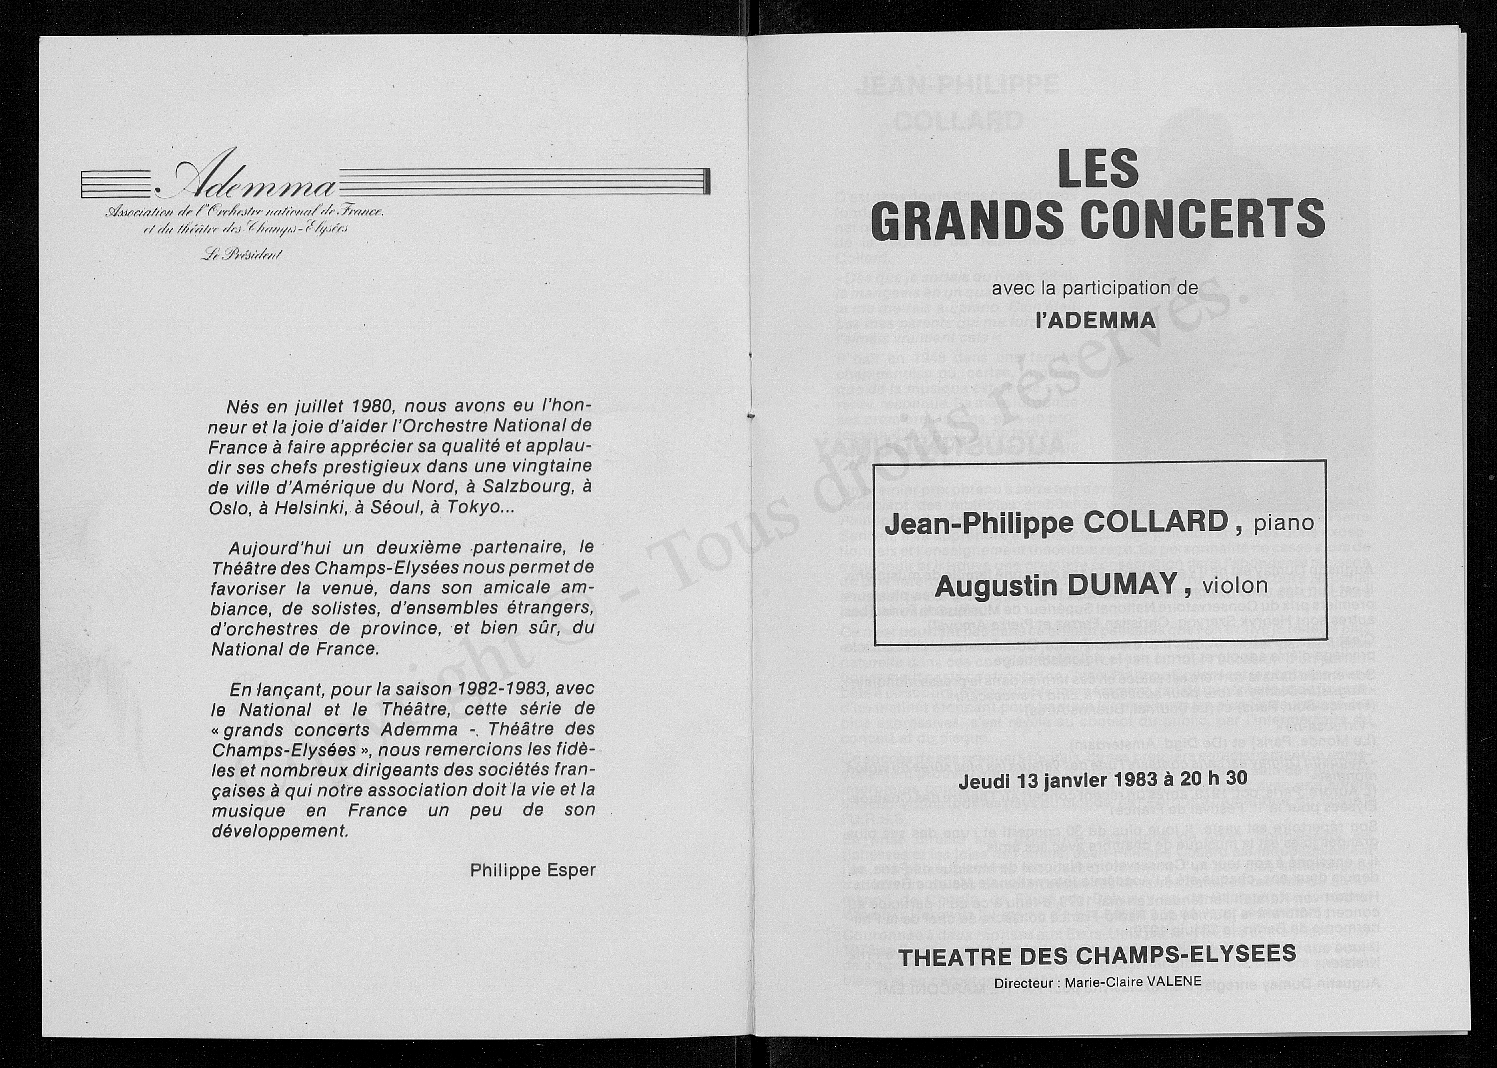 Ademma
Association de l'Orchestre national de France.
et du théâtre des Champs-Elysées
Le Président
Nés en juillet 1980, nous avons eu l'hon-
neur et la joie d'aider l'Orchestre National de
France à faire apprécier sa qualité et applau-
dir ses chefs prestigieux dans une vingtaine
de ville d'Amérique du Nord, à Salzbourg, à
Oslo, à Helsinki, à Séoul, à Tokyo...
Aujourd'hui un deuxième partenaire, le
Théâtre des Champs-Elysées nous permet de
favoriser la venue, dans son amicale am-
biance, de solistes, d'ensembles étrangers,
d'orchestres de province, et bien sûr, du
National de France.
En lançant, pour la saison 1982-1983, avec
le National et le Théâtre, cette série de
« grands concerts Ademma - Théâtre des
Champs-Elysées », nous remercions les fidè-
les et nombreux dirigeants des sociétés fran-
çaises à qui notre association doit la vie et la
musique en France un peu de son
développement.
Philippe Esper
LES
GRANDS CONCERTS
avec la participation de
l'ADEMMA
Jean-Philippe COLLARD, piano
Augustin DUMAY, violon
Jeudi 13 janvier 1983 à 20 h 30
THEATRE DES CHAMPS-ELYSEES
Directeur : Marie-Claire VALENE
Copyright © - Tous droits réservés.